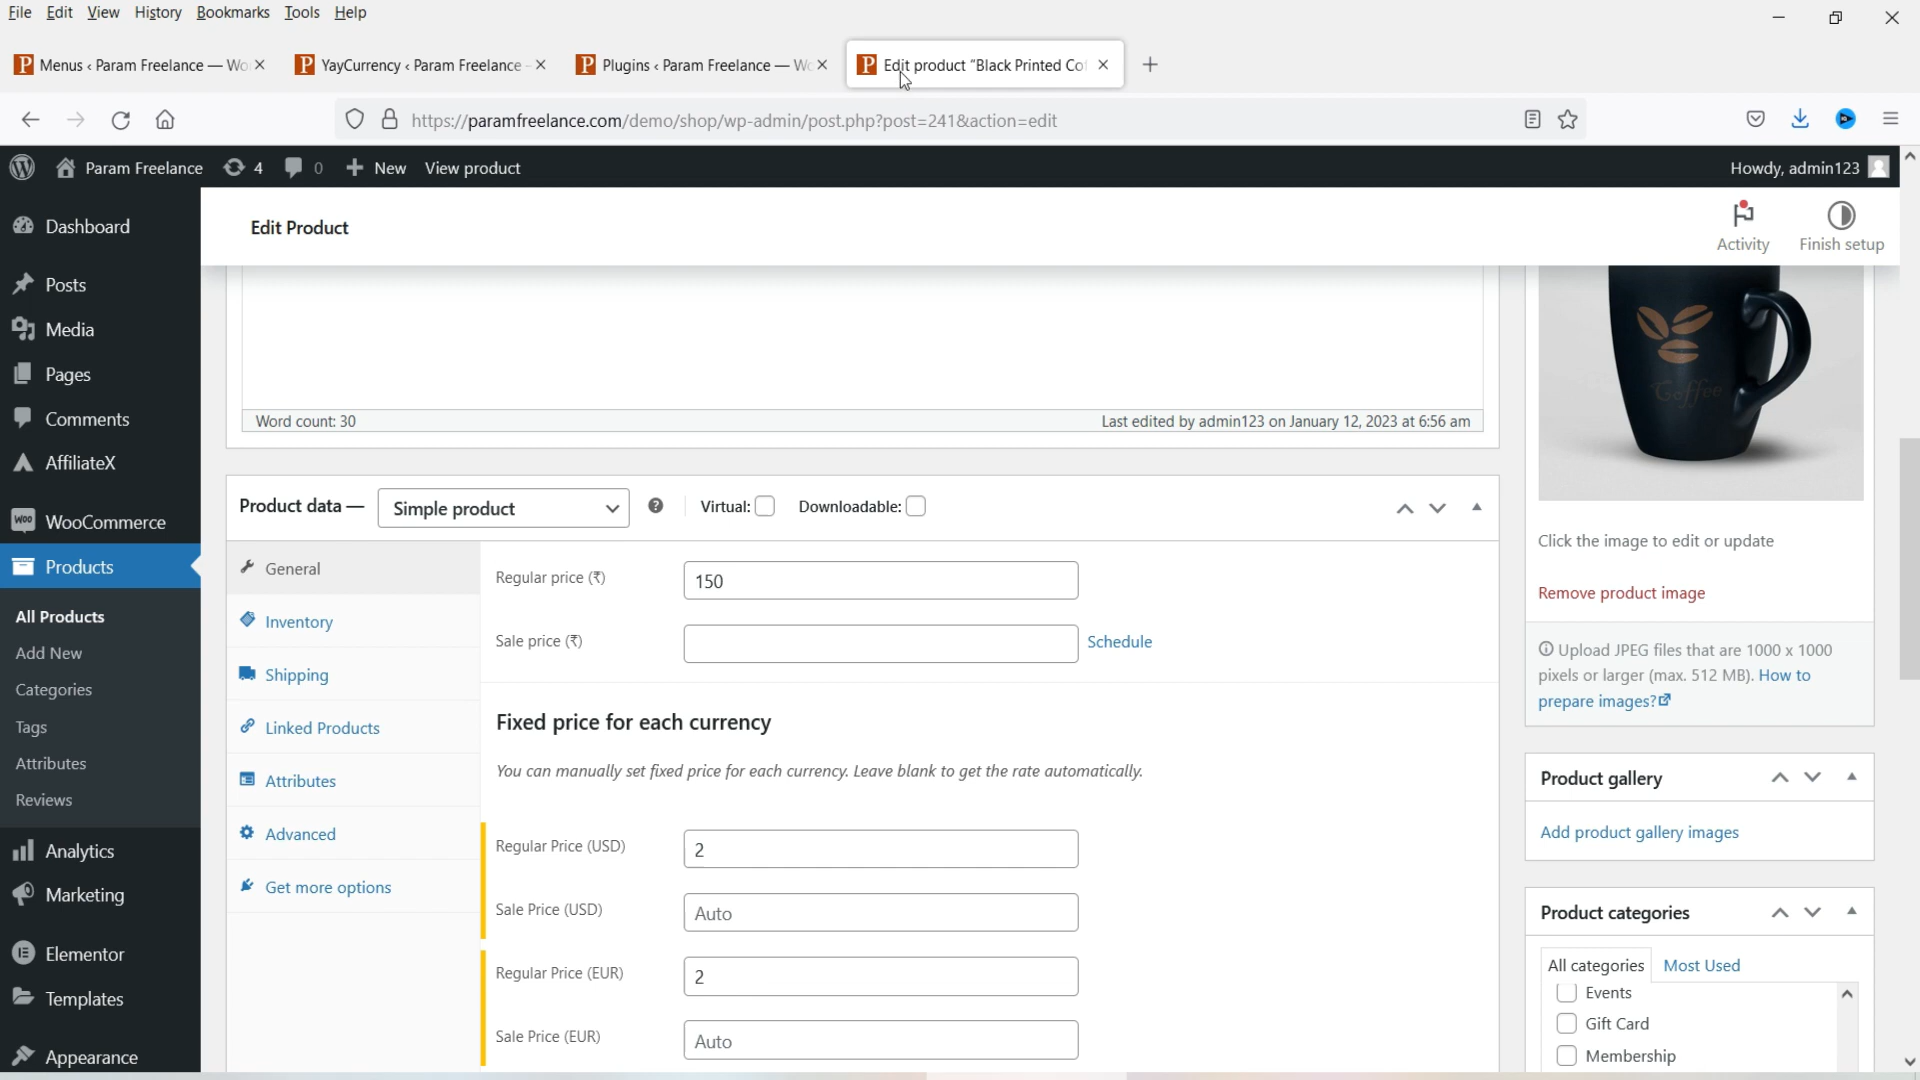 File Edit View History Bookmarks Tools Help
Menus ‹ Param Freelance — Wo
YayCurrency ‹ Param Freelance -
Plugins ‹ Param Freelance — Wo
Edit product “Black Printed Cof
https://paramfreelance.com/demo/shop/wp-admin/post.php?post=241&action=edit
Param Freelance 4 0 New View product Howdy, admin123
Edit Product
Activity
Finish setup
Dashboard
Posts
Media
Pages
Comments
AffiliateX
WooCommerce
Products
All Products
Add New
Categories
Tags
Attributes
Reviews
Analytics
Marketing
Elementor
Templates
Appearance
Word count: 30
Last edited by admin123 on January 12, 2023 at 6:56 am
Product data — Simple product Virtual: Downloadable:
General
Inventory
Shipping
Linked Products
Attributes
Advanced
Get more options
Regular price (₹) 150
Sale price (₹) Schedule
Fixed price for each currency
You can manually set fixed price for each currency. Leave blank to get the rate automatically.
Regular Price (USD) 2
Sale Price (USD) Auto
Regular Price (EUR) 2
Sale Price (EUR) Auto
Coffee
Click the image to edit or update
Remove product image
Upload JPEG files that are 1000 x 1000
pixels or larger (max. 512 MB). How to
prepare images?
Product gallery
Add product gallery images
Product categories
All categories Most Used
Events
Gift Card
Membership